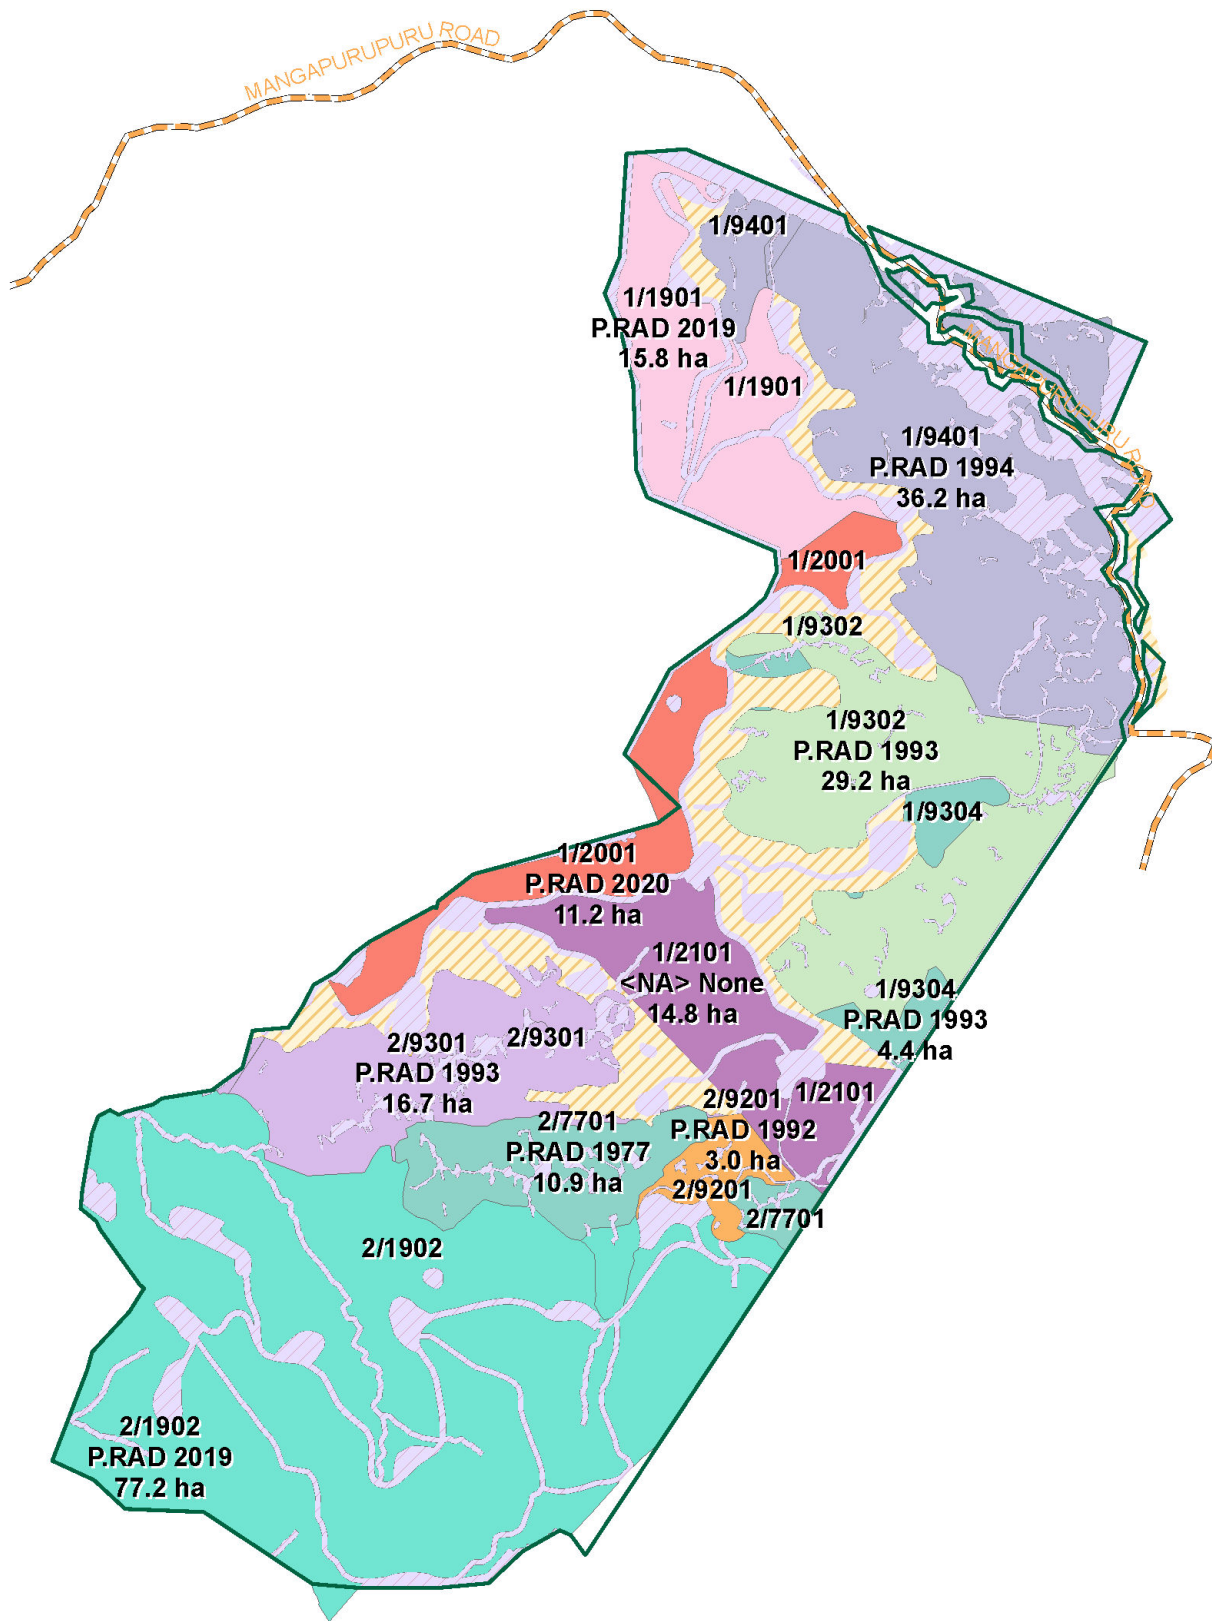 MANGAPURUPURU ROAD
1/9401
1/1901
P.RAD 2019
15.8 ha
1/1901
MANGAPURUPURU ROAD
1/9401
P.RAD 1994
36.2 ha
1/2001
1/9302
1/9302
P.RAD 1993
29.2 ha
1/9304
1/2001
P.RAD 2020
11.2 ha
1/2101
<NA> None
14.8 ha
1/9304
P.RAD 1993
4.4 ha
2/9301
P.RAD 1993
16.7 ha
2/9301
2/9201
P.RAD 1992
3.0 ha
1/2101
2/7701
P.RAD 1977
10.9 ha
2/9201
2/7701
2/1902
2/1902
P.RAD 2019
77.2 ha